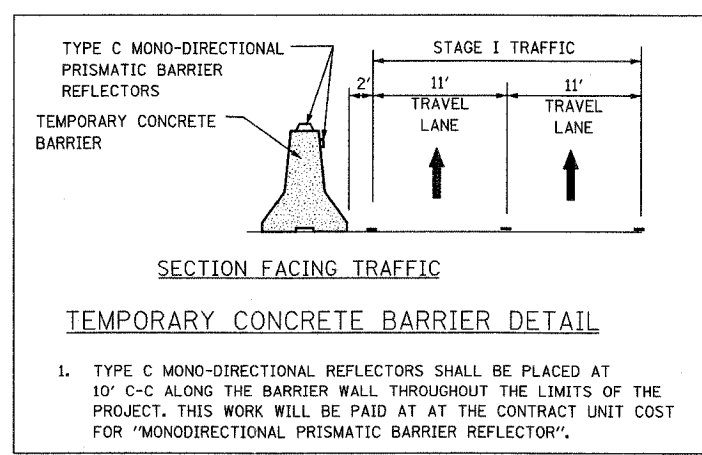 TYPE C MONO-DIRECTIONAL
PRISMATIC BARRIER
REFLECTORS
TEMPORARY CONCRETE
BARRIER
STAGE I TRAFFIC
2' 11' 11'
TRAVEL LANE
TRAVEL LANE
SECTION FACING TRAFFIC
TEMPORARY CONCRETE BARRIER DETAIL
1. TYPE C MONO-DIRECTIONAL REFLECTORS SHALL BE PLACED AT
10' C-C ALONG THE BARRIER WALL THROUGHOUT THE LIMITS OF THE
PROJECT. THIS WORK WILL BE PAID AT AT THE CONTRACT UNIT COST
FOR "MONODIRECTIONAL PRISMATIC BARRIER REFLECTOR".